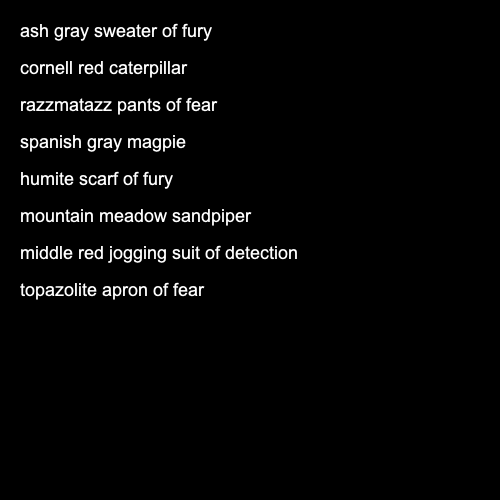 ash gray sweater of fury
cornell red caterpillar
razzmatazz pants of fear
spanish gray magpie
humite scarf of fury
mountain meadow sandpiper
middle red jogging suit of detection
topazolite apron of fear